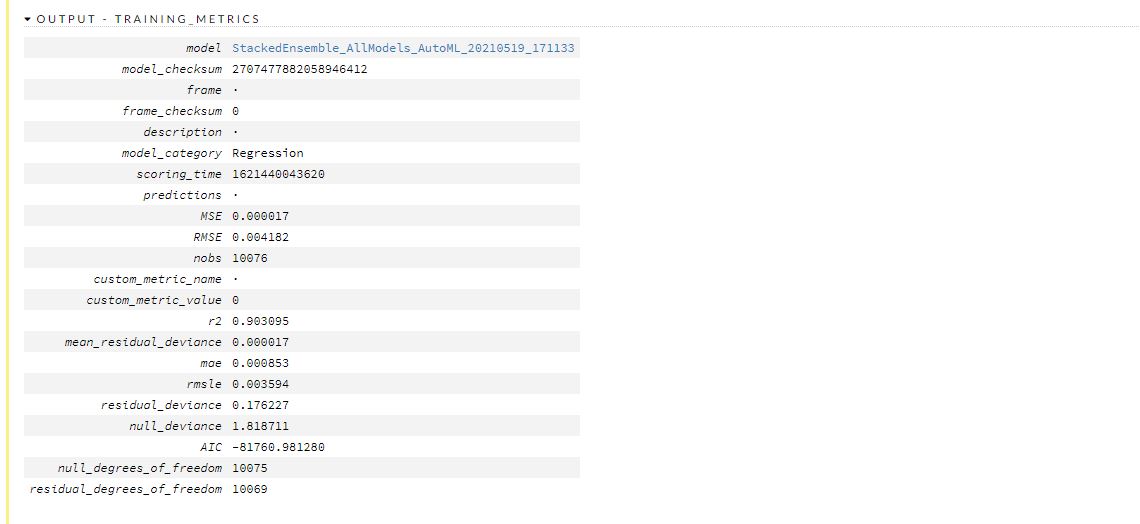 OUTPUT - TRAINING_METRICS
model StackedEnsemble_AllModels_AutoML_20210519_171133
model_checksum 2707477882058946412
frame ·
frame_checksum 0
description ·
model_category Regression
scoring_time 1621440043620
predictions ·
MSE 0.000017
RMSE 0.004182
nobs 10076
custom_metric_name ·
custom_metric_value 0
r2 0.903095
mean_residual_deviance 0.000017
mae 0.000853
rmsle 0.003594
residual_deviance 0.176227
null_deviance 1.818711
AIC -81760.981280
null_degrees_of_freedom 10075
residual_degrees_of_freedom 10069